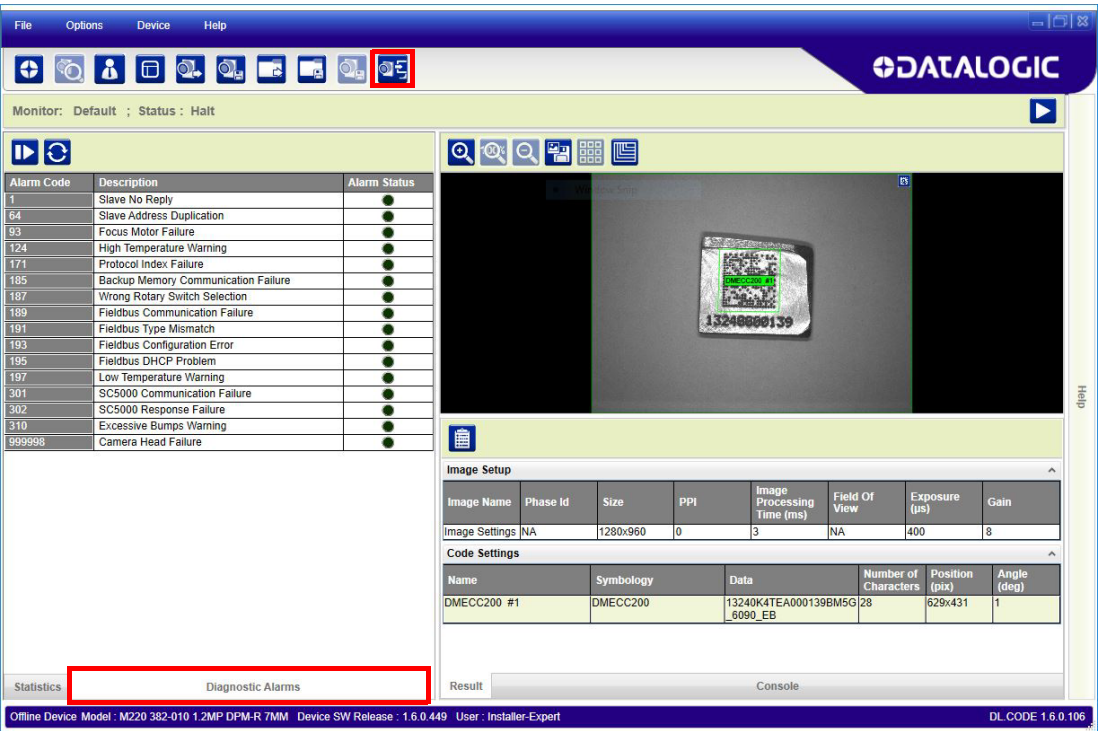 File Options Device Help
DATALOGIC
Monitor: Default ; Status : Halt
Alarm Code Description Alarm Status
1 Slave No Reply
64 Slave Address Duplication
93 Focus Motor Failure
124 High Temperature Warning
171 Protocol Index Failure
185 Backup Memory Communication Failure
187 Wrong Rotary Switch Selection
189 Fieldbus Communication Failure
191 Fieldbus Type Mismatch
193 Fieldbus Configuration Error
195 Fieldbus DHCP Problem
197 Low Temperature Warning
301 SC5000 Communication Failure
302 SC5000 Response Failure
310 Excessive Bumps Warning
999998 Camera Head Failure
Statistics Diagnostic Alarms
DMECC200 #1
13240000139
Help
Image Setup
Image Name Phase Id Size PPI Image Processing Time (ms) Field Of View Exposure (µs) Gain
Image Settings NA 1280x960 0 3 NA 400 8
Code Settings
Name Symbology Data Number of Characters Position (pix) Angle (deg)
DMECC200 #1 DMECC200 13240K4TEA000139BM5G 28 629x431 1
_6090_EB
Result Console
Offline Device Model : M220 382-010 1.2MP DPM-R 7MM Device SW Release : 1.6.0.449 User : Installer-Expert DL.CODE 1.6.0.106